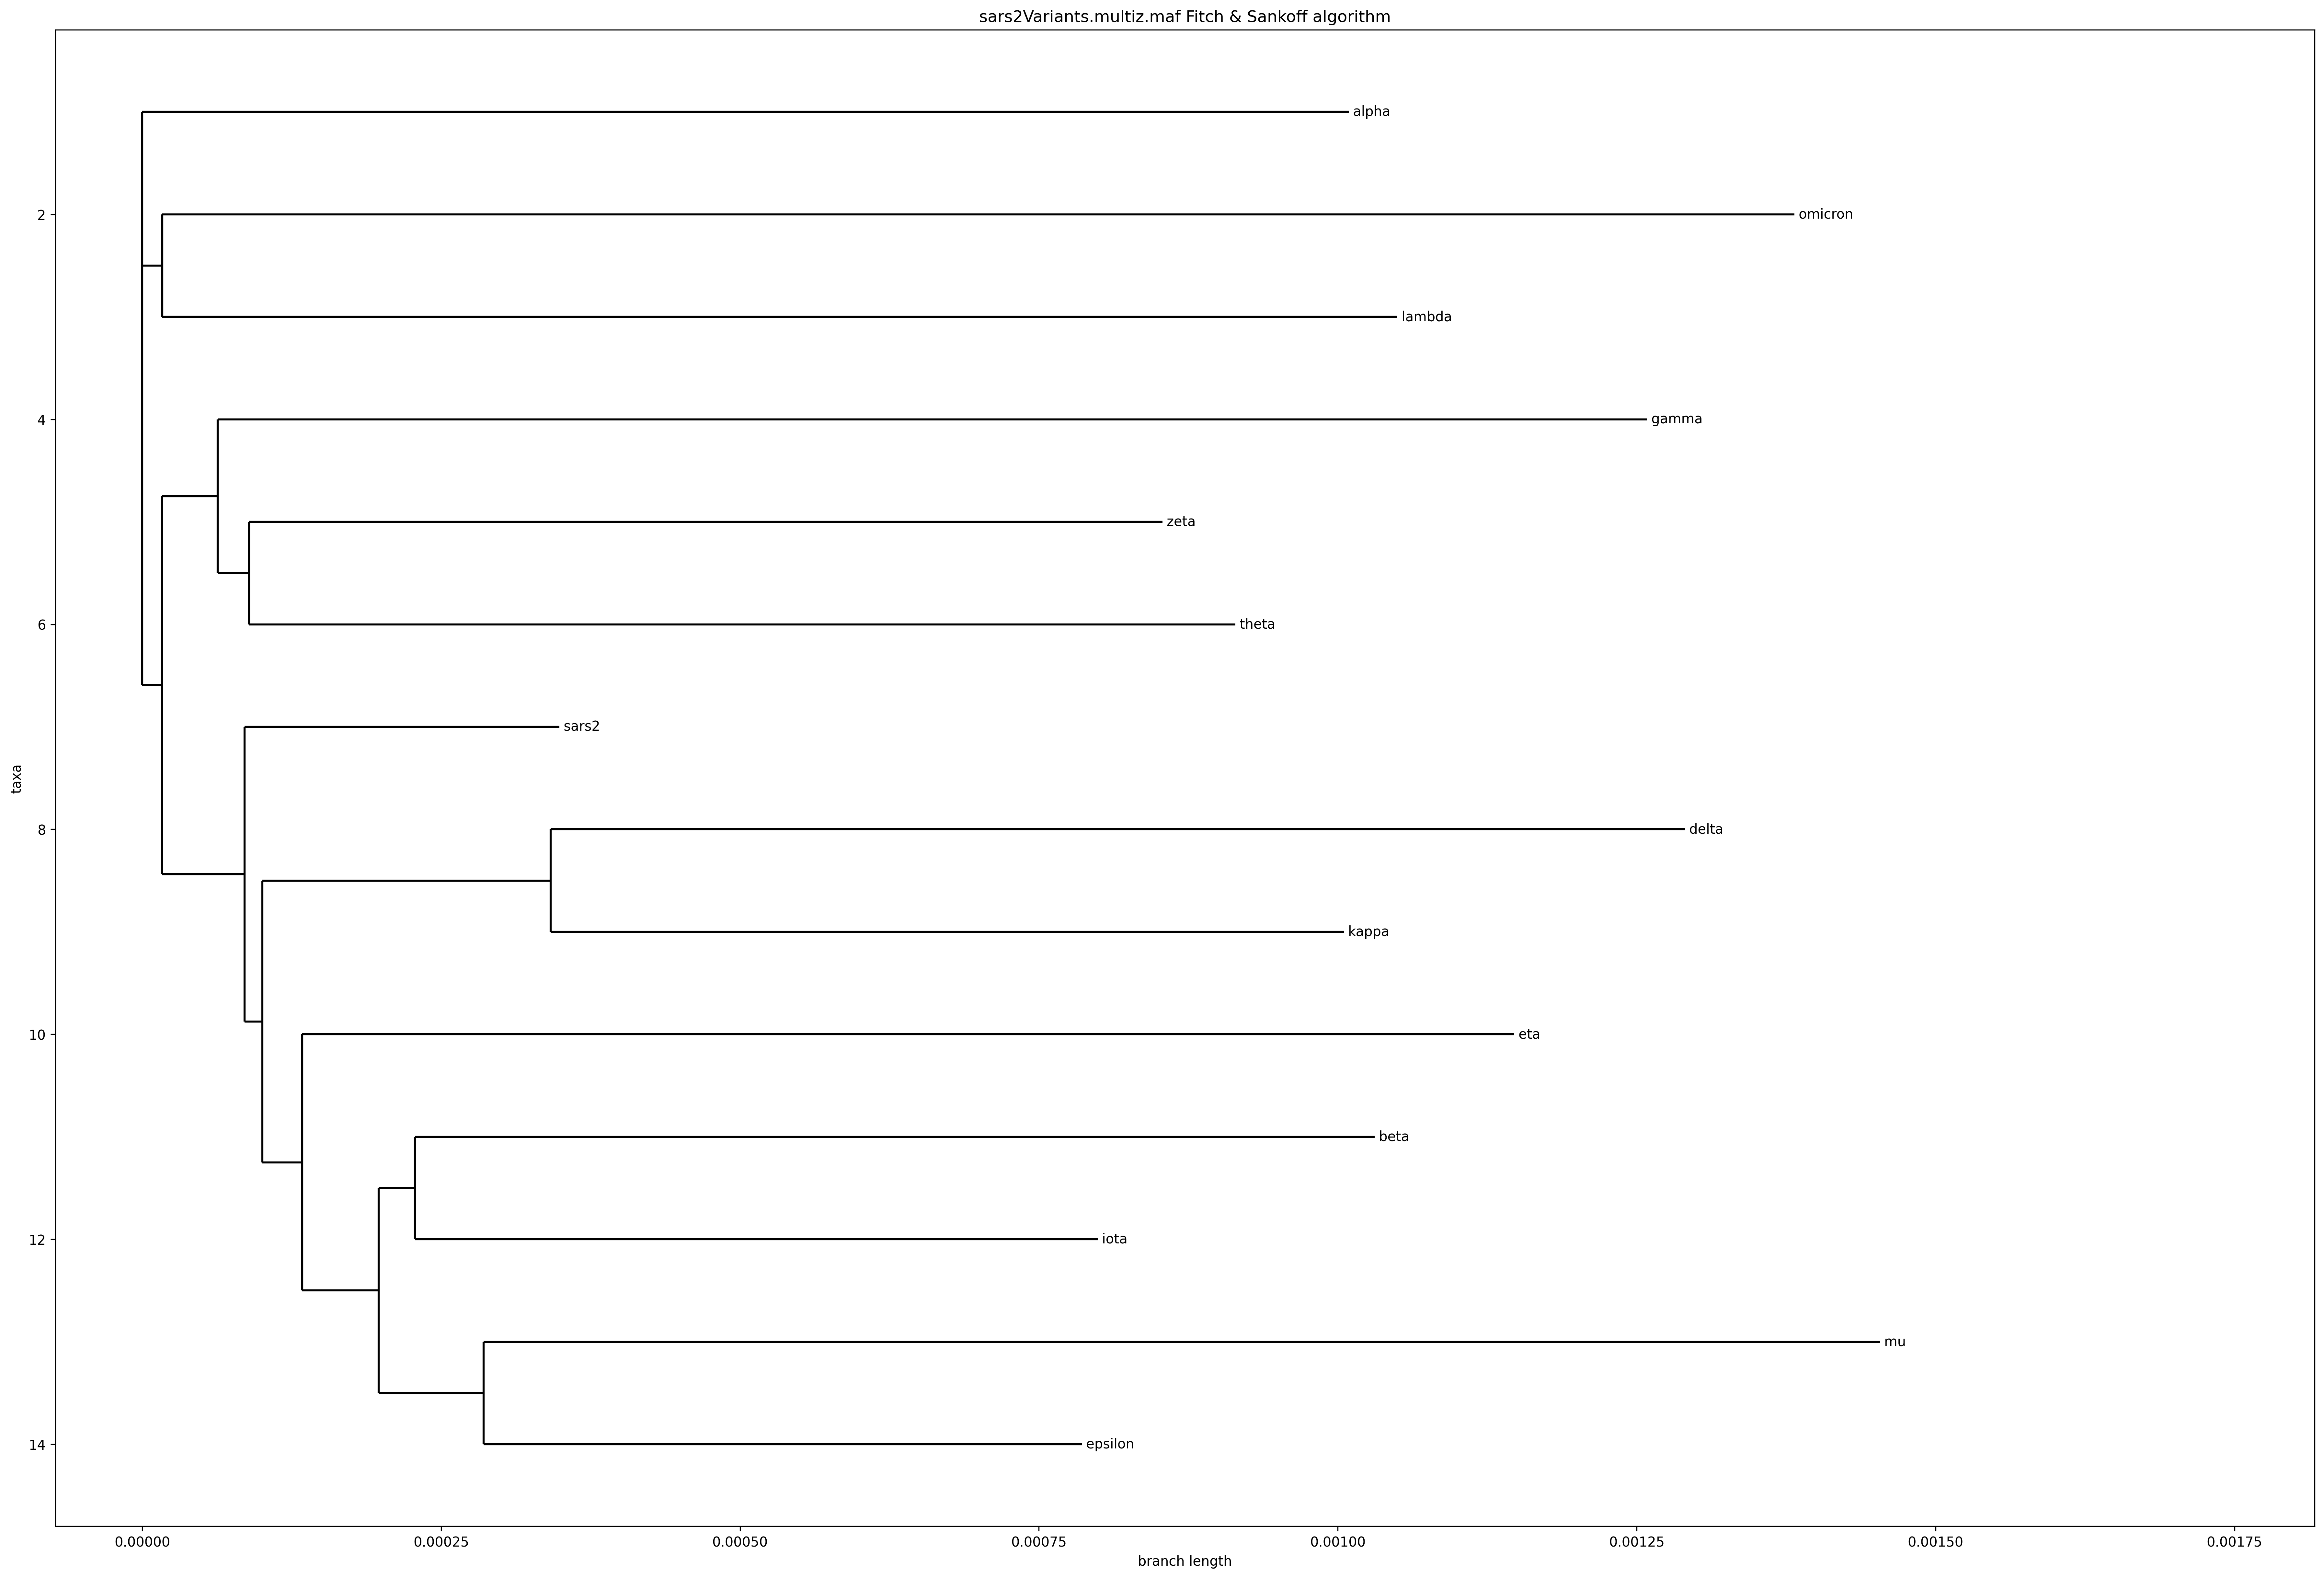 sars2Variants.multiz.maf Fitch & Sankoff algorithm
alpha
2
omicron
lambda
4
gamma
zeta
6
theta
sars2
taxa
8
delta
kappa
10
eta
beta
12
iota
mu
14
epsilon
0.00000 0.00025 0.00050 0.00075 0.00100 0.00125 0.00150 0.00175
branch length